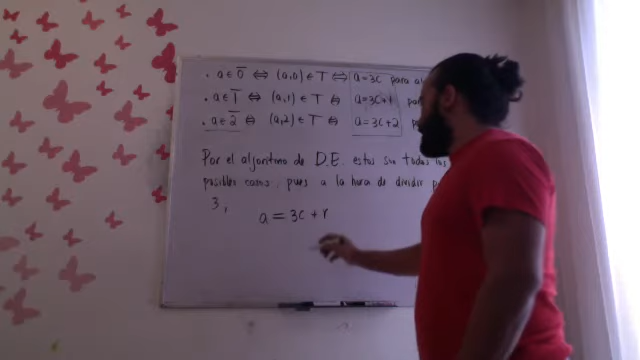 · a ∈ 0̅ ⇔ (a,0) ∈ T ⇔ a=3c para
· a ∈ 1̅ ⇔ (a,1) ∈ T ⇔ a=3c+1
· a ∈ 2̅ ⇔ (a,2) ∈ T ⇔ a=3c+2
Por el algoritmo de D.E. estos son todos los
posibles casos, pues a la hora de dividir
3,
a = 3c + r